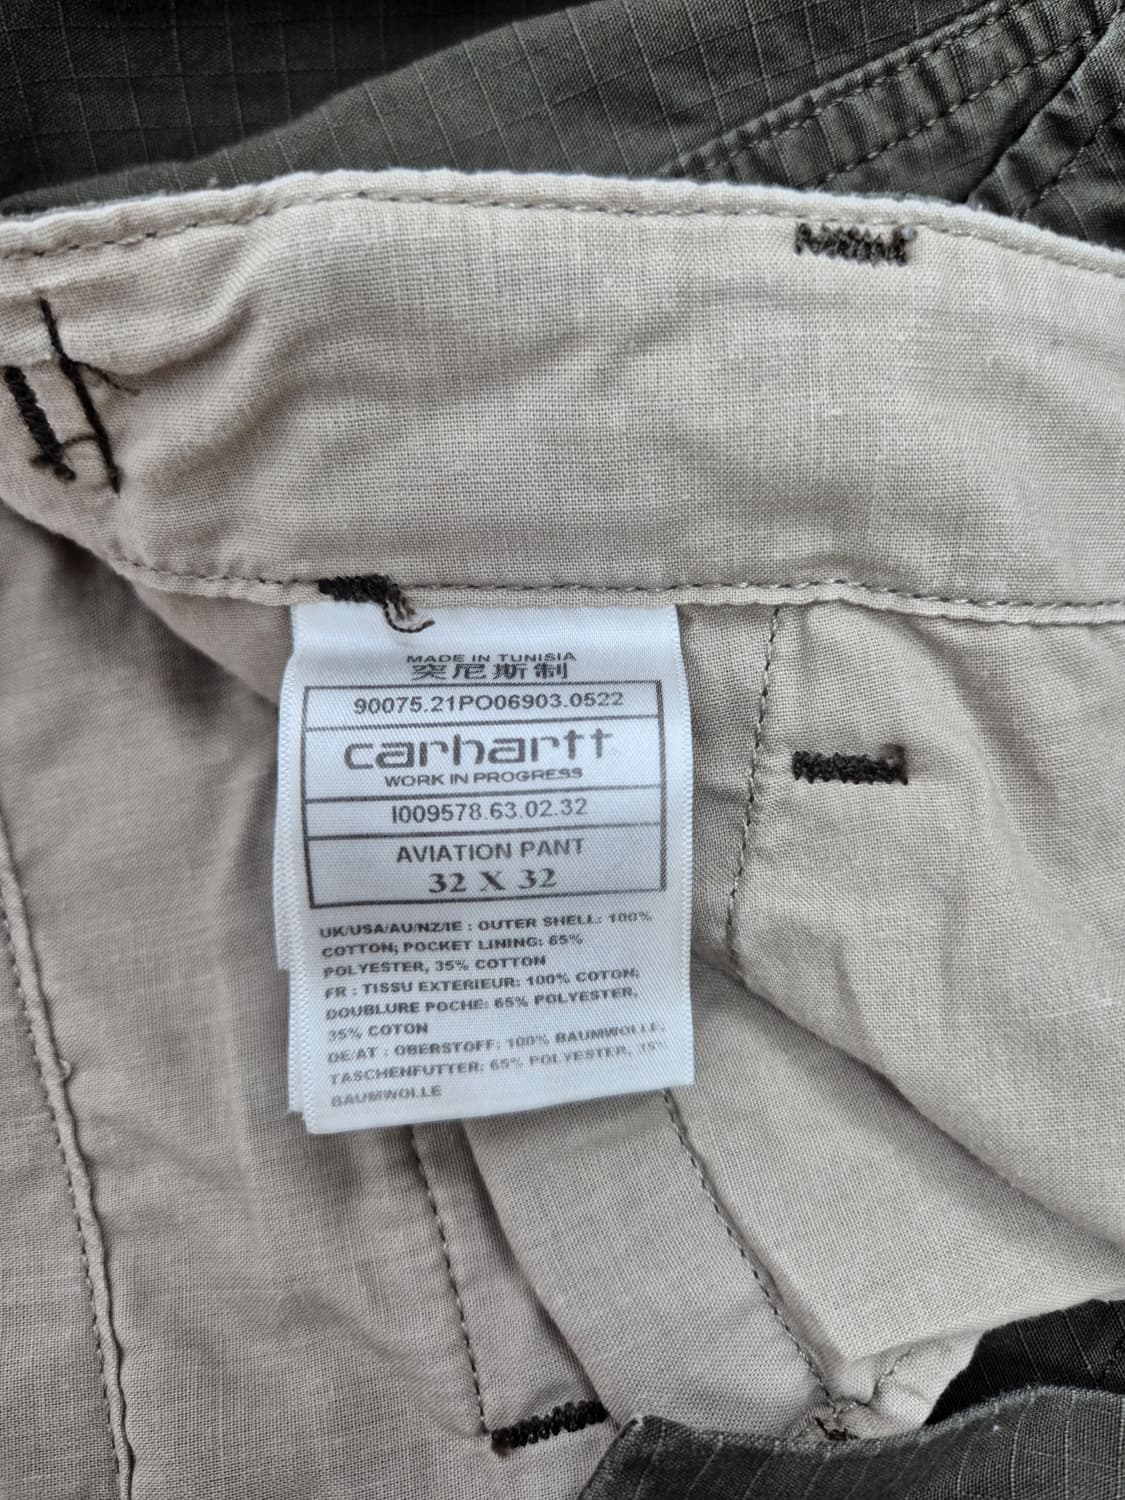 MADE IN TUNISIA
突尼斯制
90075.21PO06903.0522
carhartt
WORK IN PROGRESS
I009578.63.02.32
AVIATION PANT
32 X 32
UK/USA/AU/NZ/IE : OUTER SHELL: 100%
COTTON; POCKET LINING: 65%
POLYESTER, 35% COTTON
FR : TISSU EXTERIEUR: 100% COTON;
DOUBLURE POCHE: 65% POLYESTER,
35% COTON
DE/AT : OBERSTOFF: 100% BAUMWOLLE,
TASCHENFUTTER: 65% POLYESTER, 35%
BAUMWOLLE